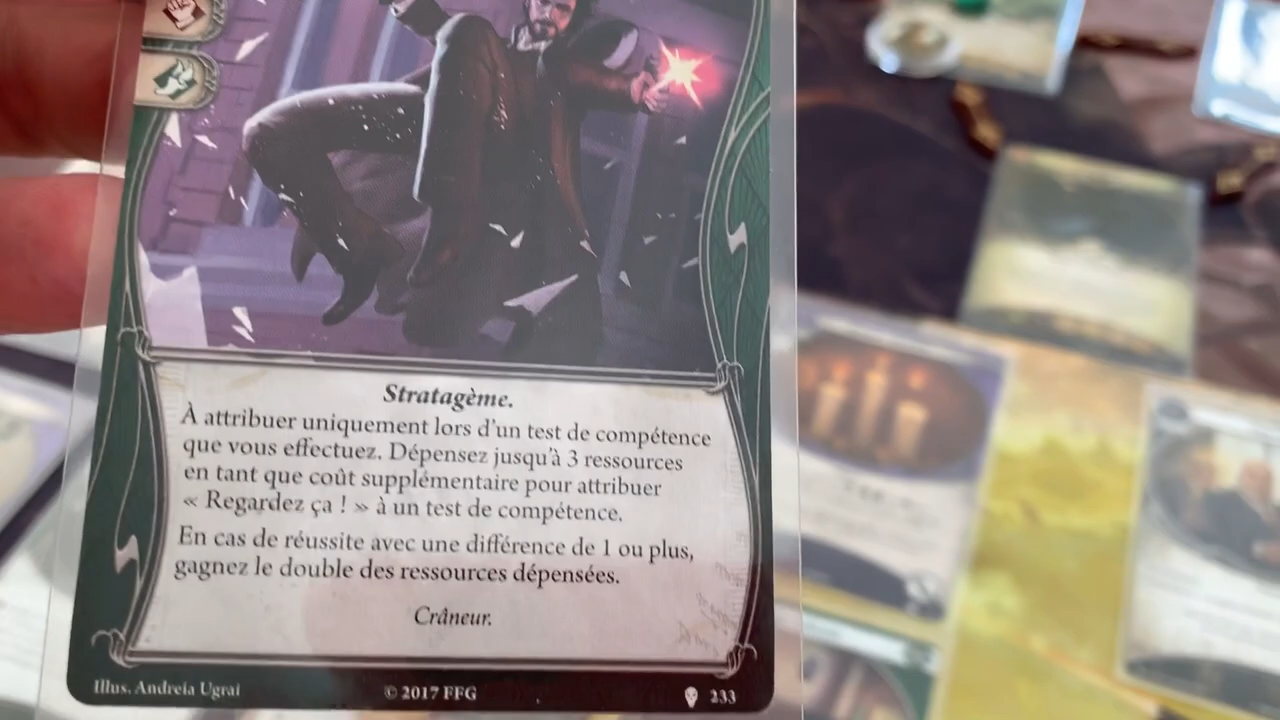 Stratagème.
À attribuer uniquement lors d'un test de compétence
que vous effectuez. Dépensez jusqu'à 3 ressources
en tant que coût supplémentaire pour attribuer
« Regardez ça ! » à un test de compétence.
En cas de réussite avec une différence de 1 ou plus,
gagnez le double des ressources dépensées.
Crâneur.
Illus. Andreia Ugrai
© 2017 FFG
233